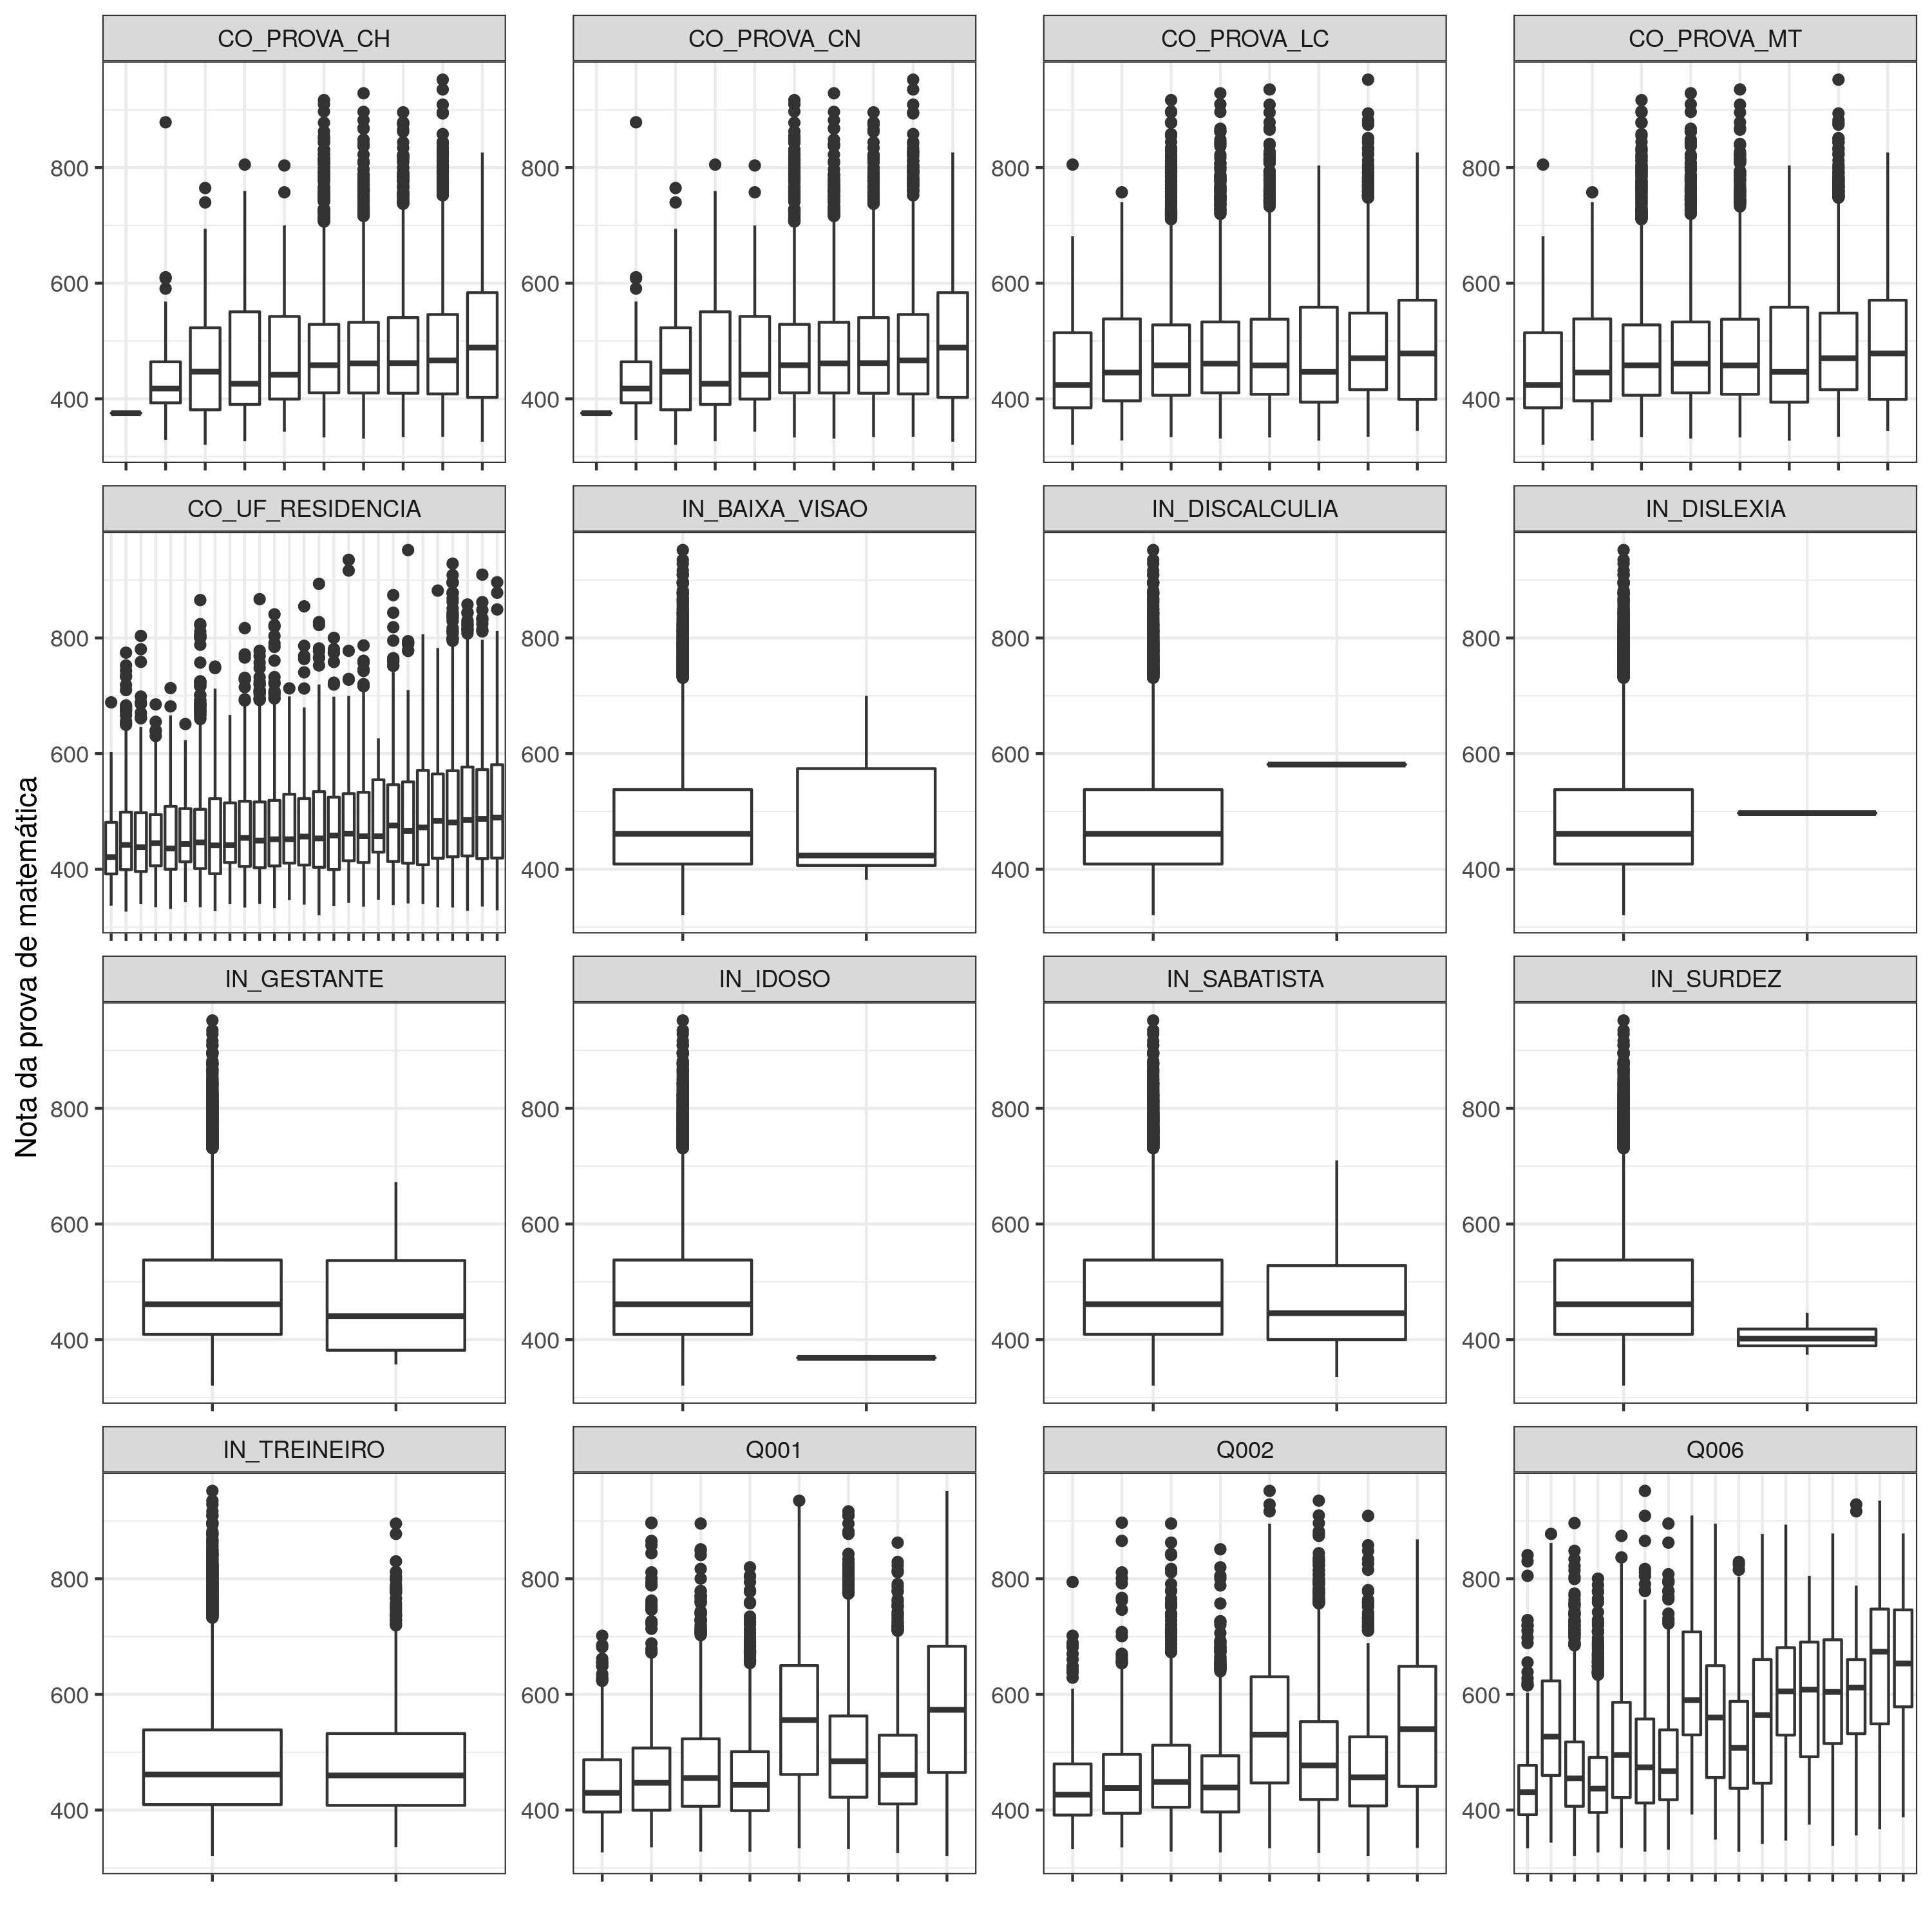 CO_PROVA_CH CO_PROVA_CN CO_PROVA_LC CO_PROVA_MT
800 800 800 800
600 600 600 600
400 400 400 400
CO_UF_RESIDENCIA IN_BAIXA_VISAO IN_DISCALCULIA IN_DISLEXIA
800 800 800 800
600 600 600 600
400 400 400 400
Nota da prova de matemática
IN_GESTANTE IN_IDOSO IN_SABATISTA IN_SURDEZ
800 800 800 800
600 600 600 600
400 400 400 400
IN_TREINEIRO Q001 Q002 Q006
800 800 800 800
600 600 600 600
400 400 400 400